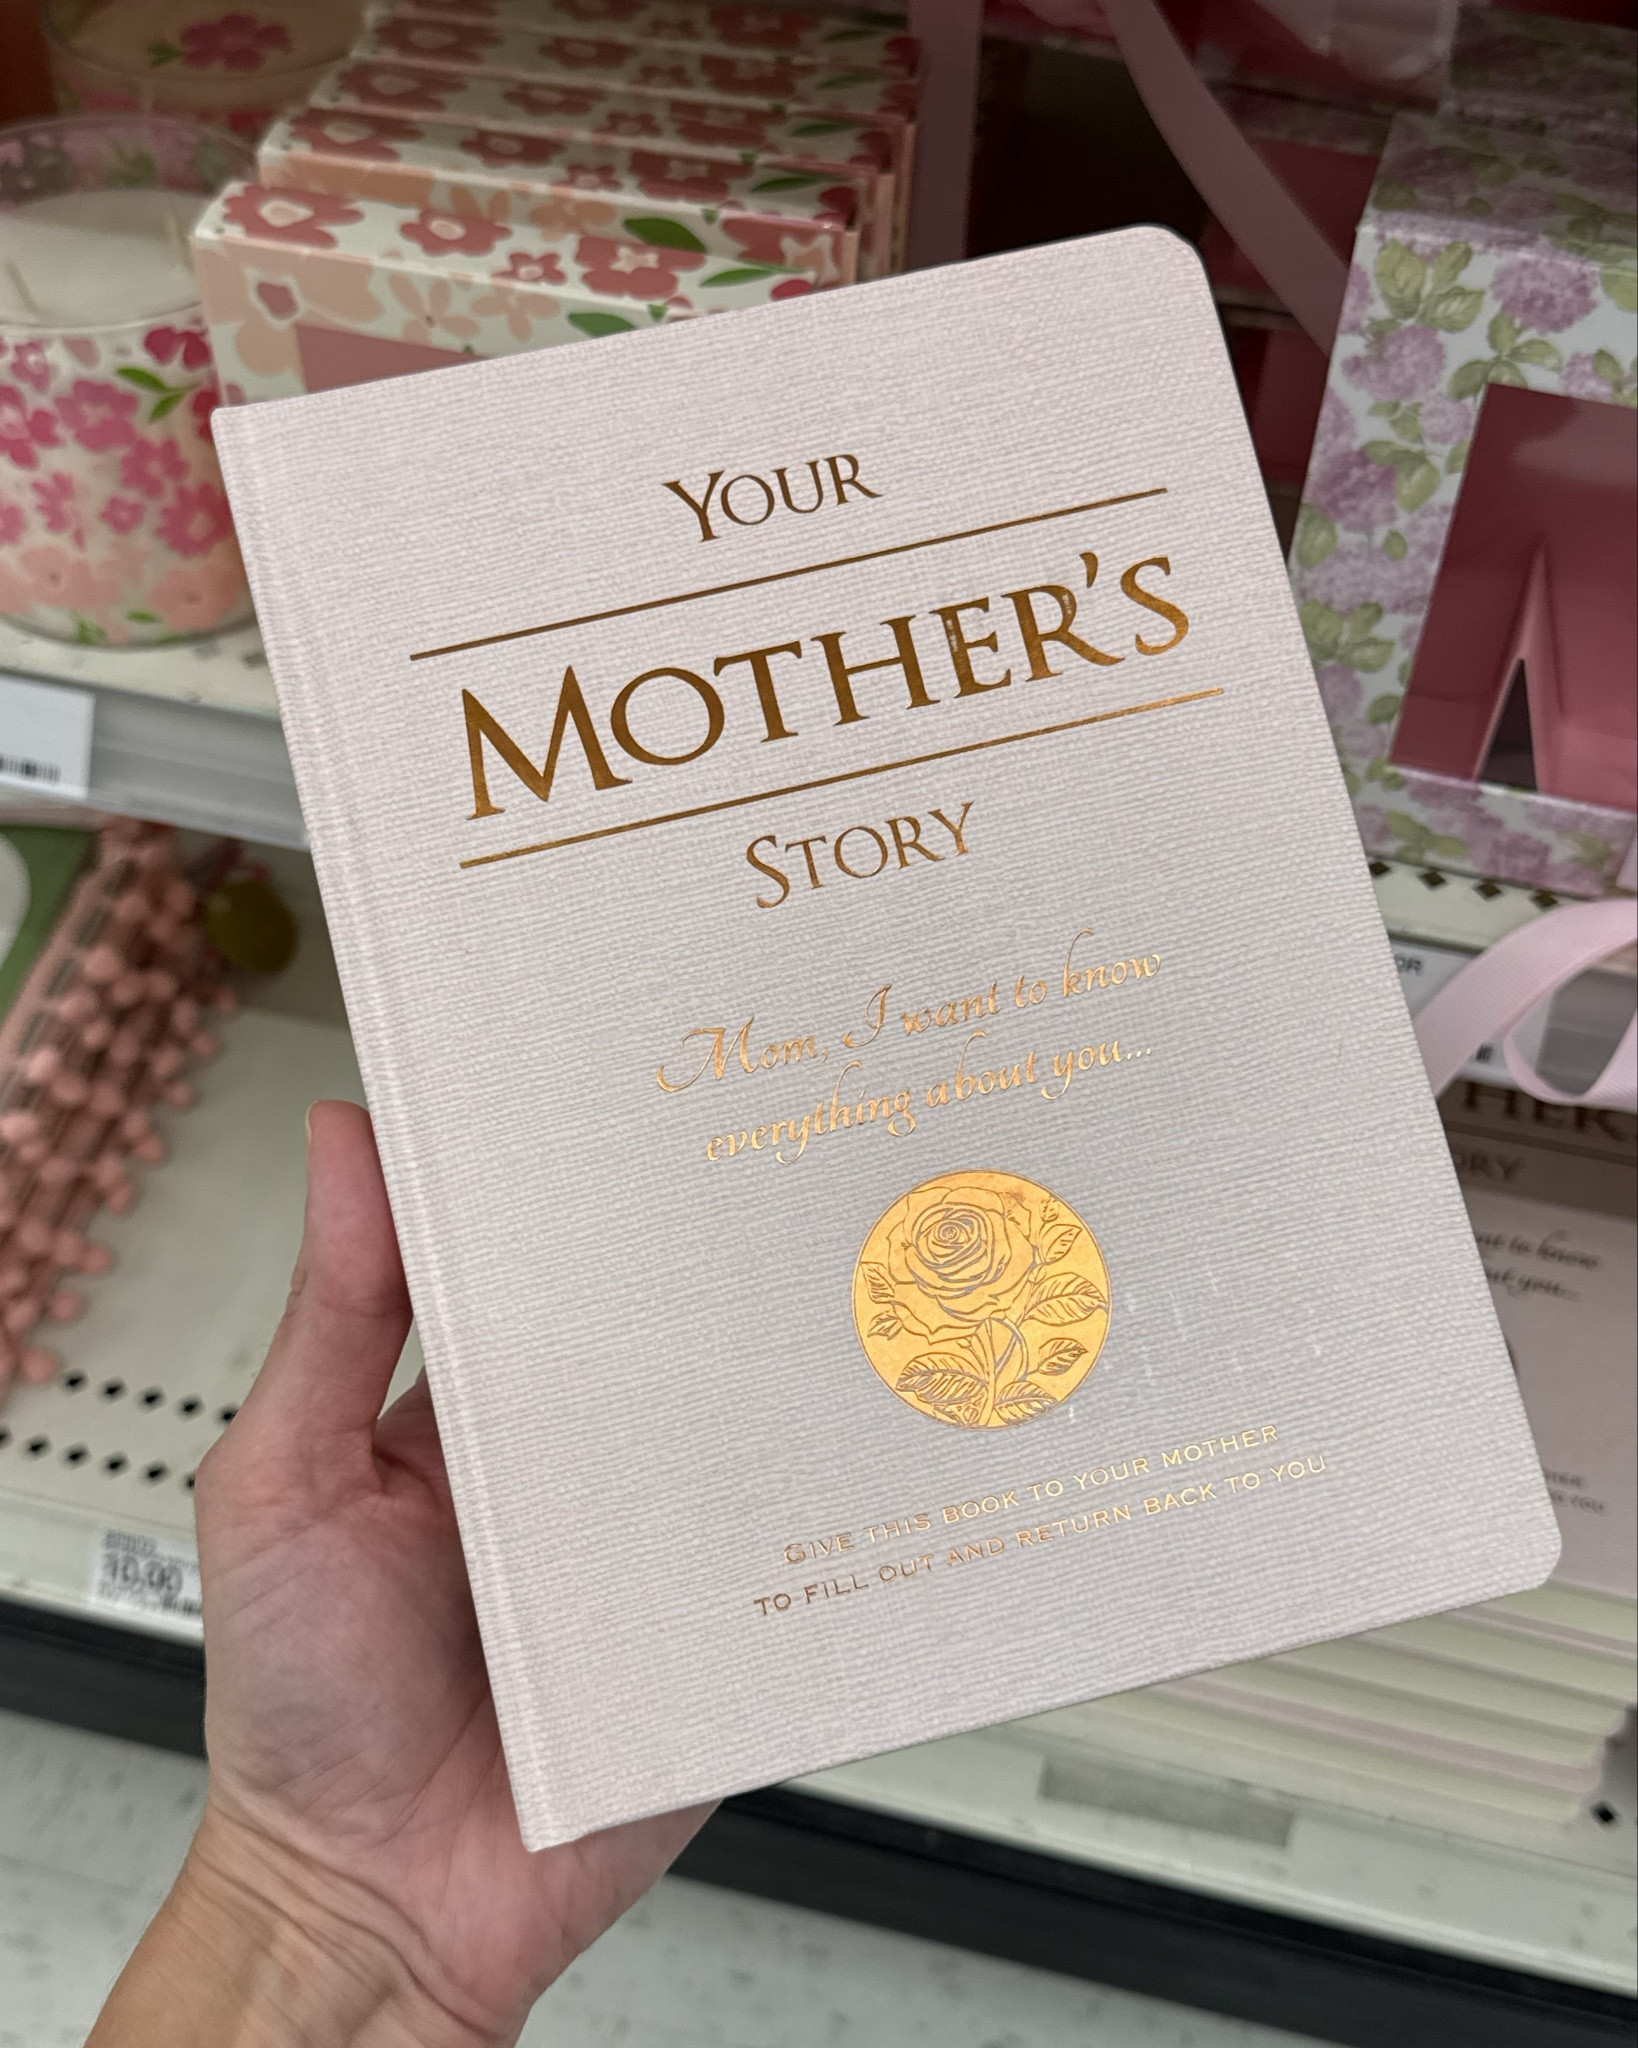 YOUR
MOTHER'S
STORY
Mom, I want to know
everything about you...
GIVE THIS BOOK TO YOUR MOTHER
TO FILL OUT AND RETURN BACK TO YOU
10.00